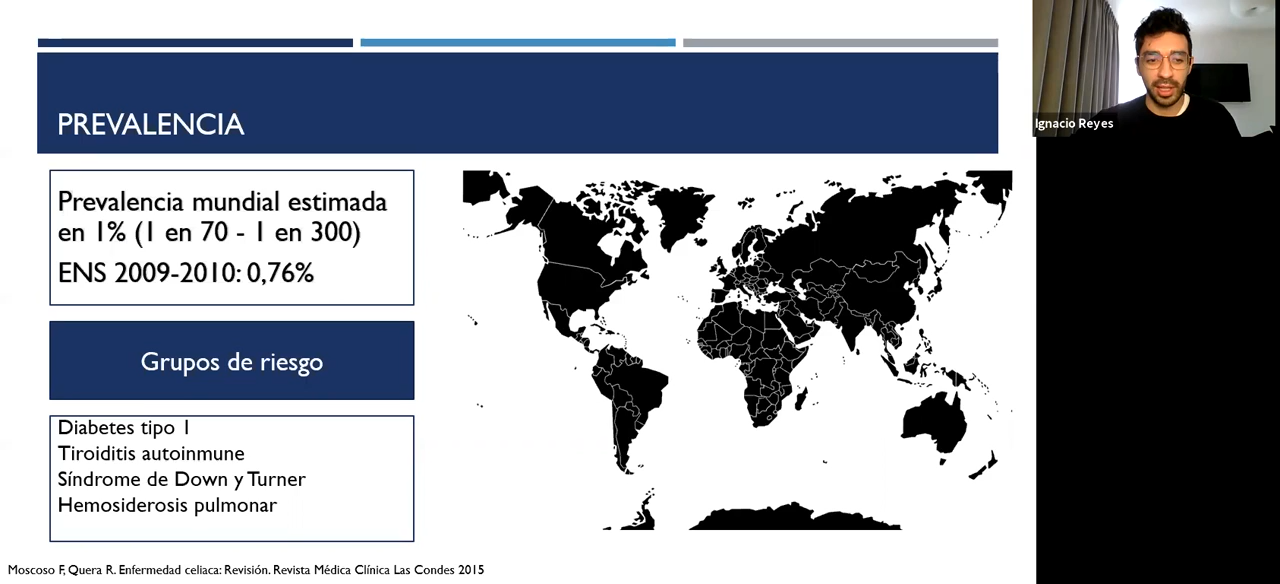 PREVALENCIA
Prevalencia mundial estimada
en 1% (1 en 70 - 1 en 300)
ENS 2009-2010: 0,76%
Grupos de riesgo
Diabetes tipo 1
Tiroiditis autoinmune
Síndrome de Down y Turner
Hemosiderosis pulmonar
Moscoso F, Quera R. Enfermedad celiaca: Revisión. Revista Médica Clínica Las Condes 2015
Ignacio Reyes